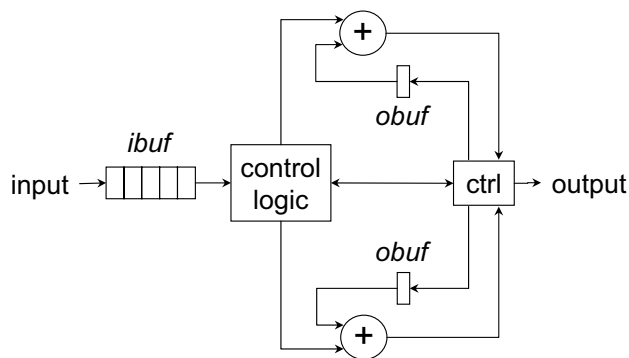 +
obuf
ibuf
input
control
logic
ctrl
output
obuf
+